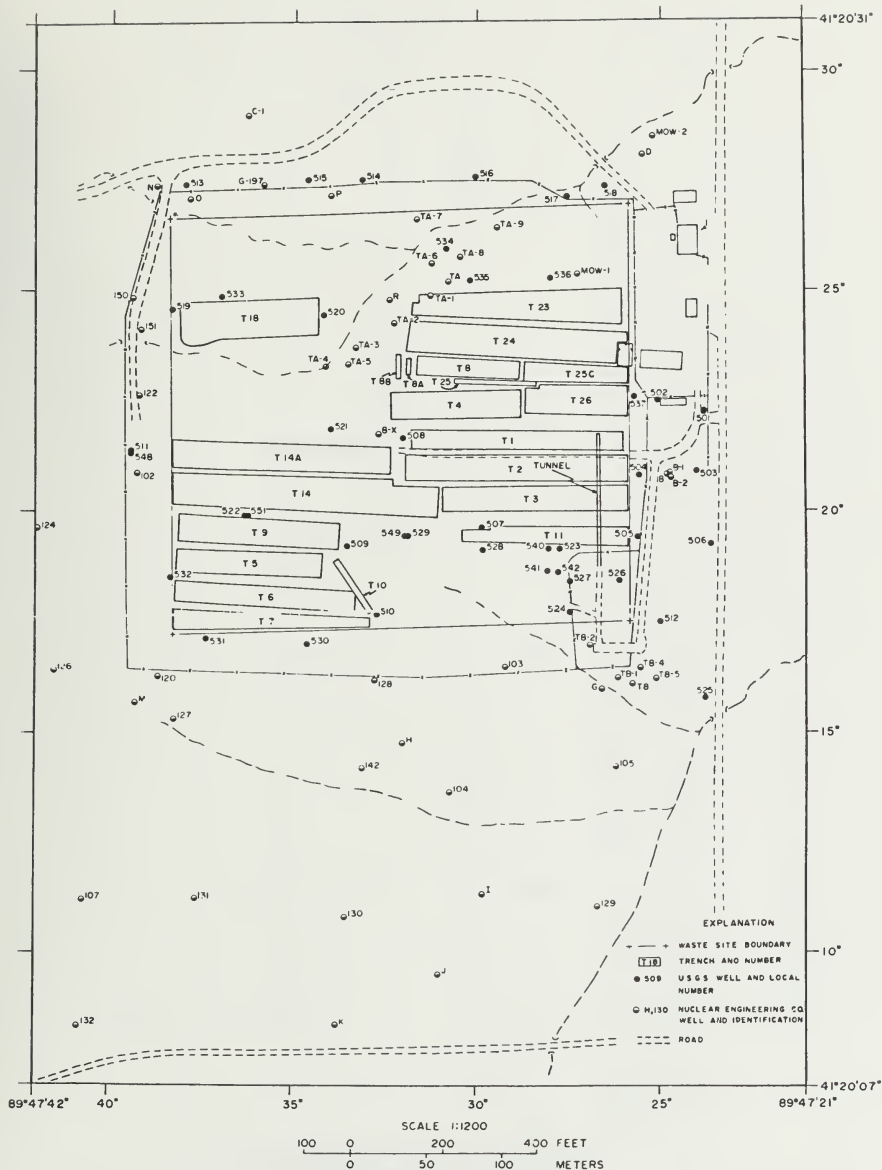 41°20'31"
30"
C-1
MOW-2
D
N
513
G-197
515
514
516
517
O
P
TA-7
TA-9
534
TA-8
TA-6
TA
535
536
MOW-1
150
533
R
TA-1
519
T 18
520
T 23
25"
151
TA-2
T 24
TA-3
TA-4
TA-5
T 8B
T 8A
T 8
T 25C
T 25
122
T 4
T 26
537
502
501
521
B-X
508
T 1
511
548
T 14A
T 2
TUNNEL
504
B-1
503
B-2
102
T 14
T 3
20"
124
522
551
T 9
549
529
507
T 11
505
506
509
528
540
523
T 5
541
542
532
527
526
T 10
T 6
510
524
T 7
512
531
530
TB-2
126
120
128
103
TB-4
TB-1
TB
TB-5
G
525
M
127
H
15"
142
105
104
107
131
I
129
130
EXPLANATION
WASTE SITE BOUNDARY
10"
T 18 TRENCH AND NUMBER
J
509 USGS WELL AND LOCAL
NUMBER
132
K
H,130 NUCLEAR ENGINEERING CO.
WELL AND IDENTIFICATION
ROAD
41°20'07"
89°47'42"
40"
35"
30"
25"
89°47'21"
SCALE 1:1200
100 0 200 400 FEET
0 50 100 METERS